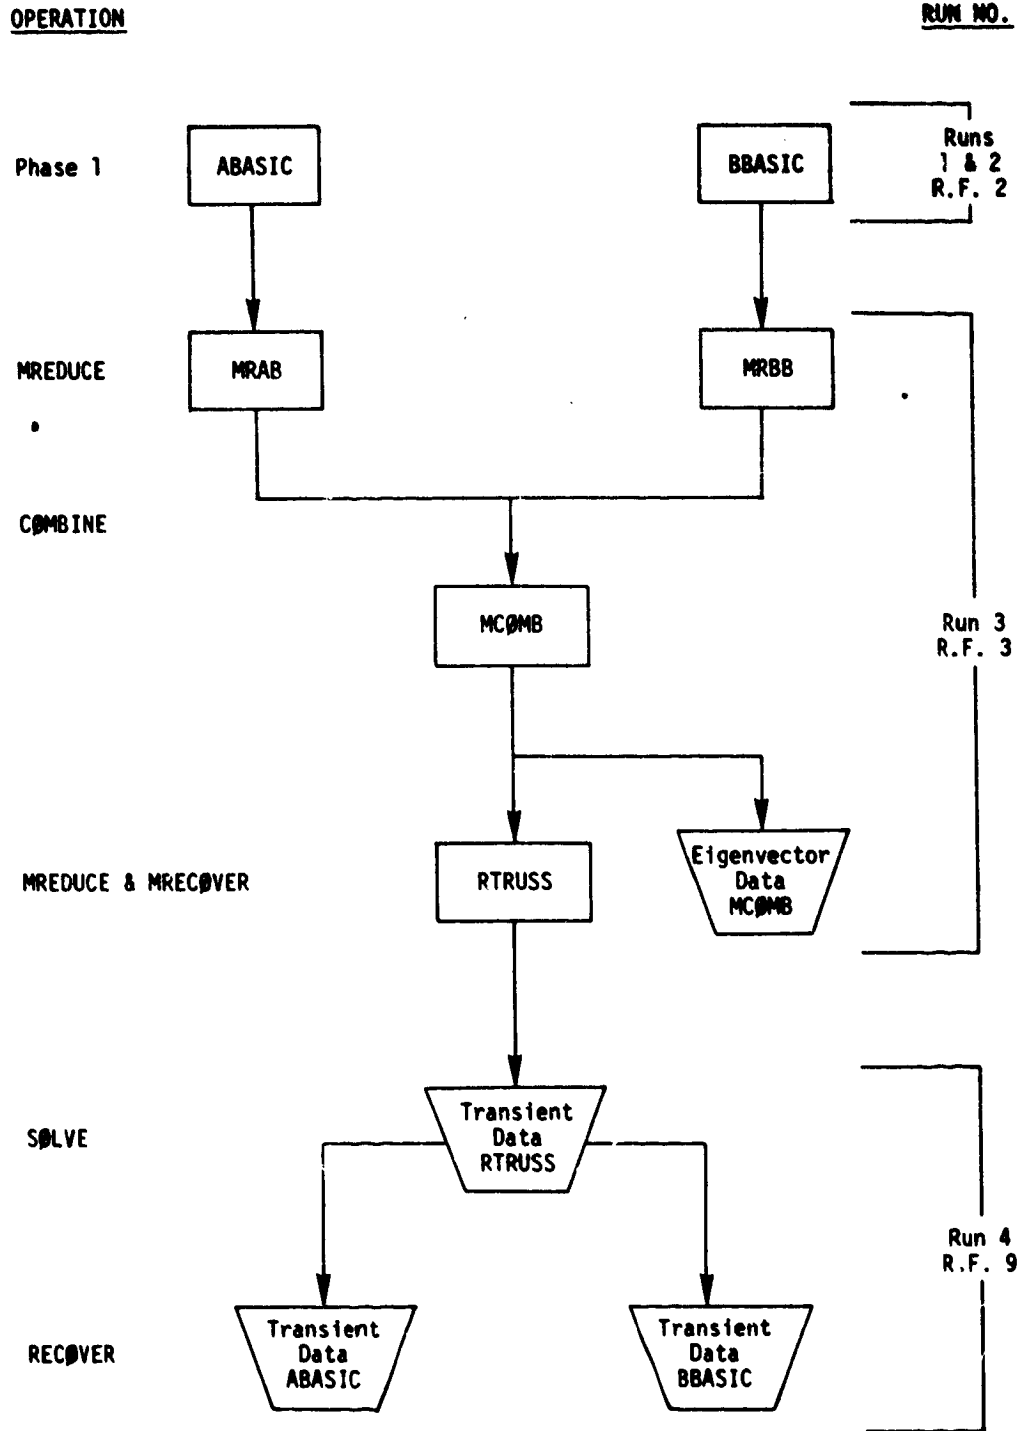 OPERATION
RUN NO.
Phase 1
ABASIC
BBASIC
Runs
1 & 2
R.F. 2
MREDUCE
MRAB
MRBB
CØMBINE
MCØMB
Run 3
R.F. 3
MREDUCE & MRECØVER
RTRUSS
Eigenvector
Data
MCØMB
SØLVE
Transient
Data
RTRUSS
Run 4
R.F. 9
RECØVER
Transient
Data
ABASIC
Transient
Data
BBASIC